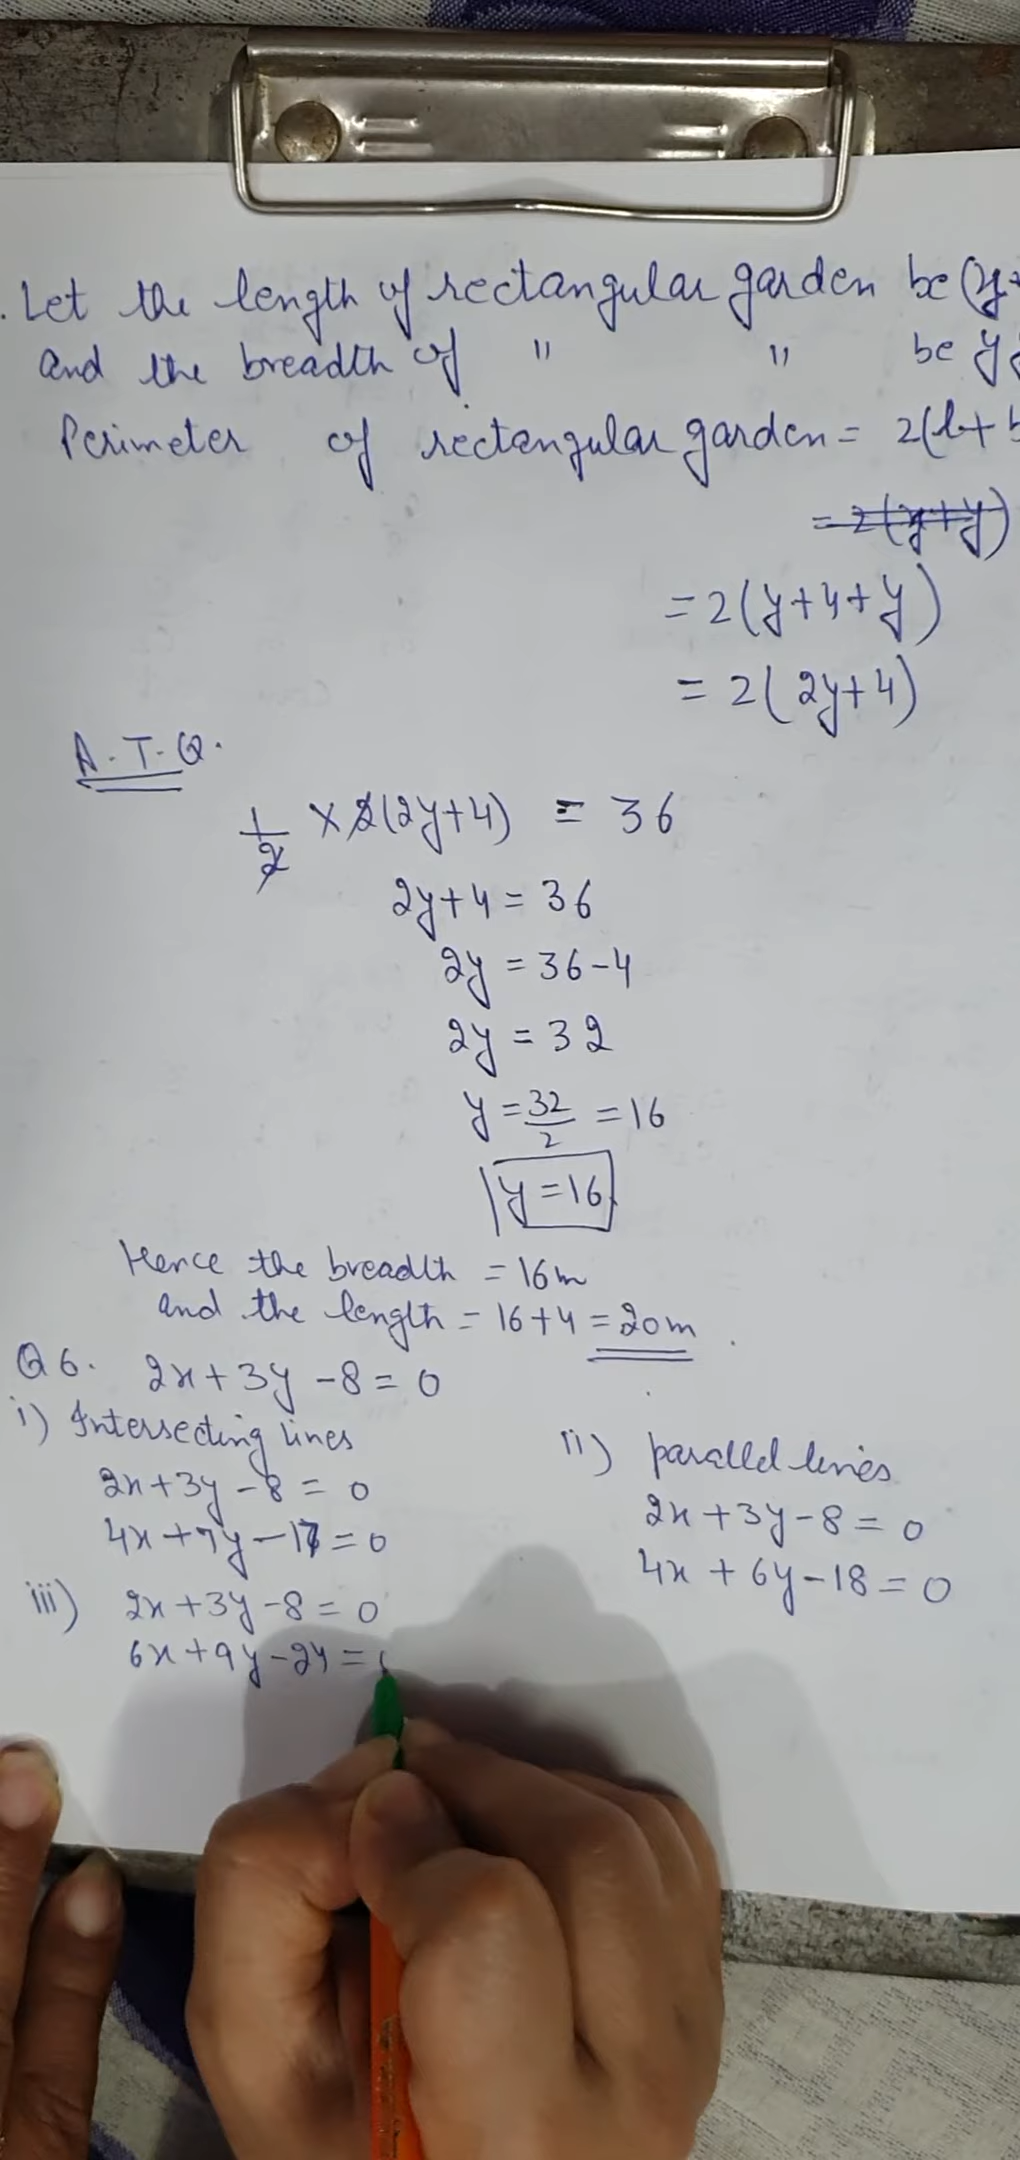 . Let the length of rectangular garden be (y+
and the breadth of " " be y
Perimeter of rectangular garden = 2(l+b
= 2(y+y)
= 2(y+4+y)
= 2(2y+4)
A.T.Q.
1/2 × 2(2y+4) = 36
2y+4 = 36
2y = 36-4
2y = 32
y = 32/2 = 16
y = 16
Hence the breadth = 16m
and the length = 16+4 = 20m.
Q6. 2x+3y-8=0
i) Intersecting lines
2x+3y-8=0
4x+7y-17=0
ii) parallel lines
2x+3y-8=0
4x+6y-18=0
iii) 2x+3y-8=0
6x+9y-24=